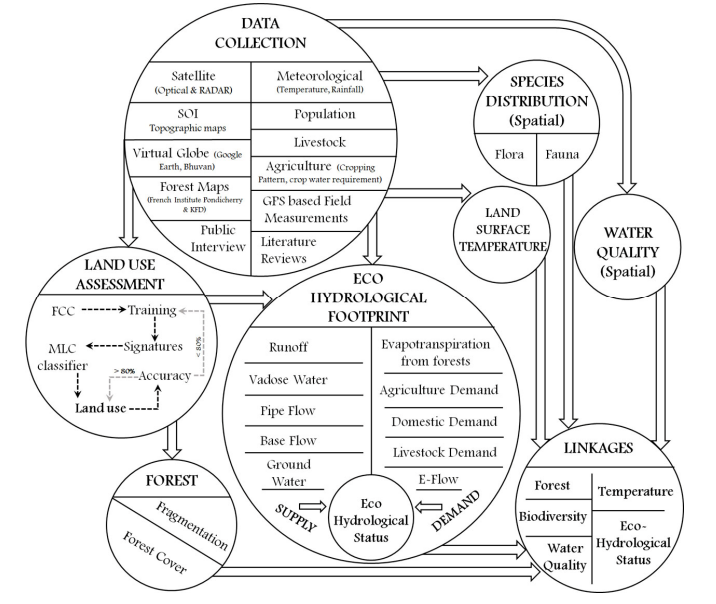 DATA
COLLECTION
Satellite
(Optical & RADAR)
SOI
Topographic maps
Virtual Globe (Google
Earth, Bhuvan)
Forest Maps
(French Institute Pondicherry
& KFD)
Public
Interview
Meteorological
(Temperature, Rainfall)
Population
Livestock
Agriculture (Cropping
Pattern, crop water requirement)
GPS based Field
Measurements
Literature
Reviews
SPECIES
DISTRIBUTION
(Spatial)
Flora
Fauna
LAND
SURFACE
TEMPERATURE
WATER
QUALITY
(Spatial)
LAND USE
ASSESSMENT
FCC
Training
MLC
classifier
Signatures
< 80%
> 80%
Accuracy
Land use
ECO
HYDROLOGICAL
FOOTPRINT
Runoff
Vadose Water
Pipe Flow
Base Flow
Ground
Water
Evapotranspiration
from forests
Agriculture Demand
Domestic Demand
Livestock Demand
E-Flow
SUPPLY
DEMAND
Eco
Hydrological
Status
FOREST
Fragmentation
Forest Cover
LINKAGES
Forest
Biodiversity
Water
Quality
Temperature
Eco-
Hydrological
Status